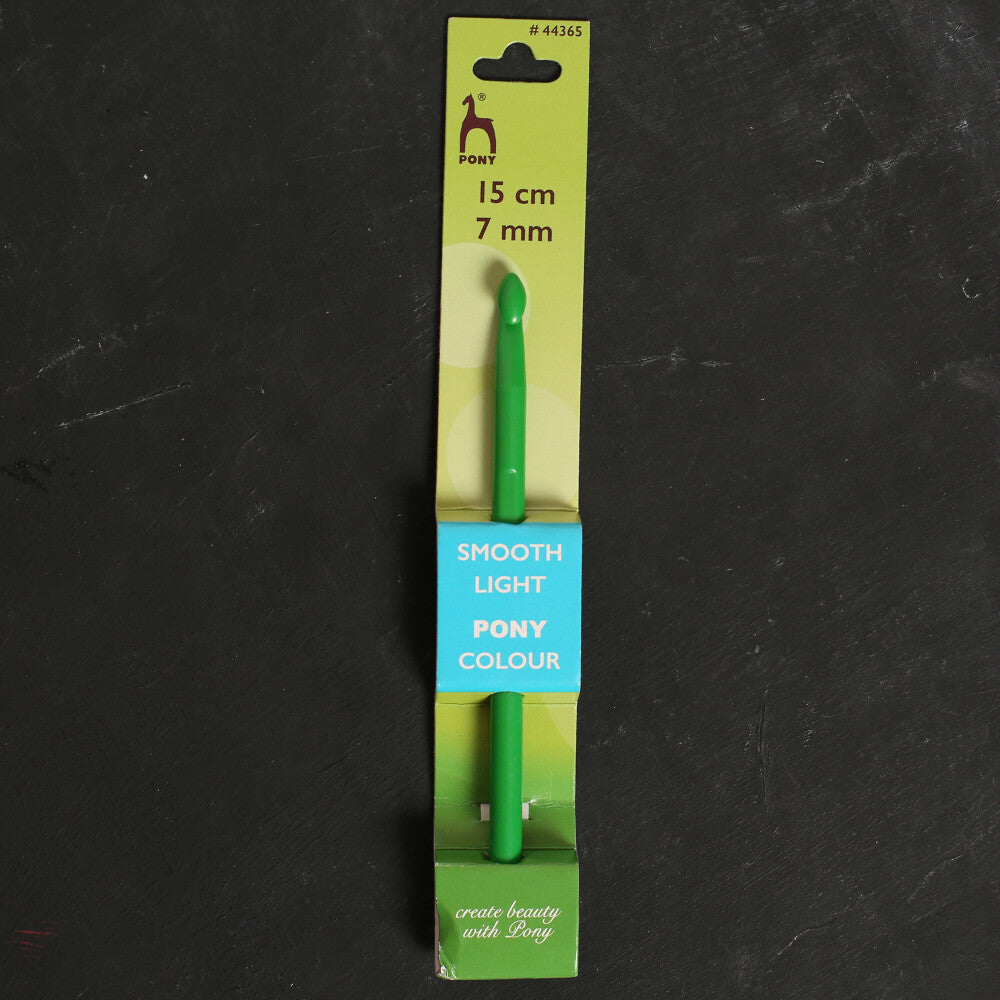 # 44365
®
PONY
15 cm
7 mm
SMOOTH
LIGHT
PONY
COLOUR
create beauty
with Pony